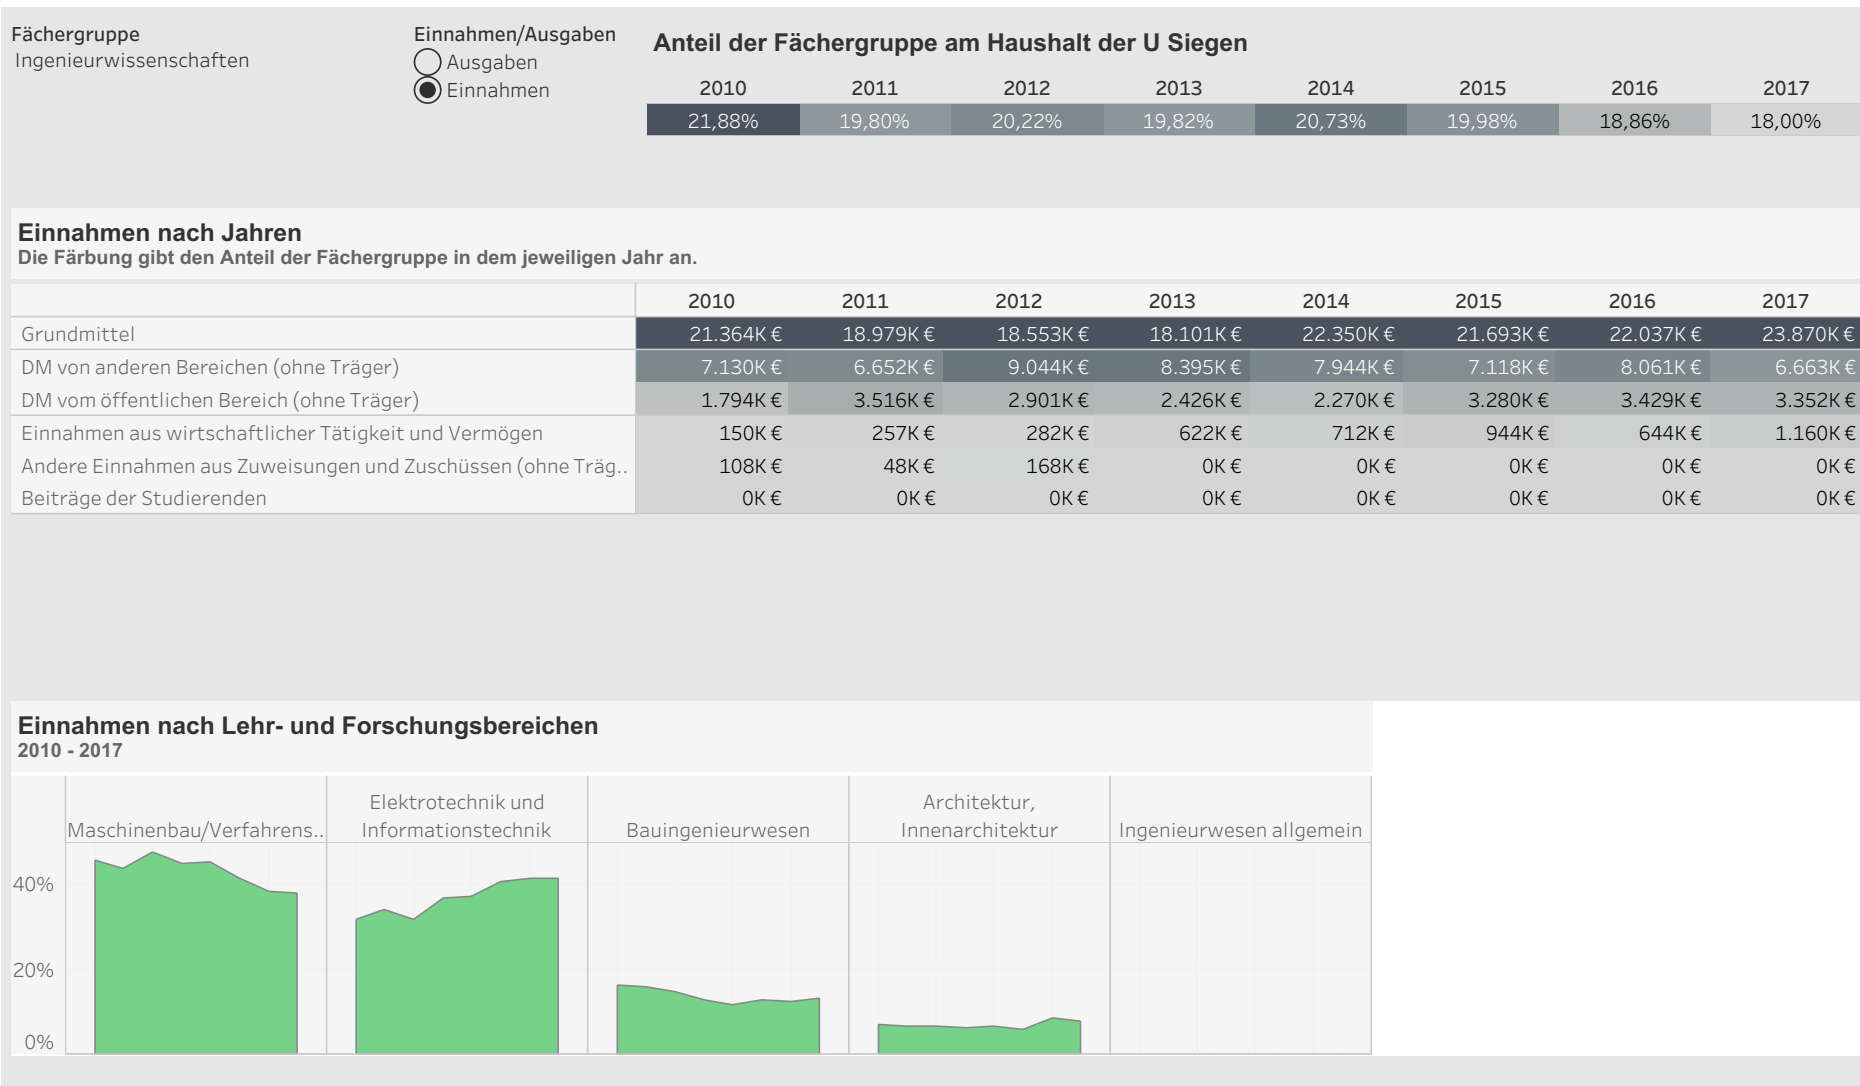 Fächergruppe
Ingenieurwissenschaften
Einnahmen/Ausgaben
Ausgaben
Einnahmen
Anteil der Fächergruppe am Haushalt der U Siegen
2010 2011 2012 2013 2014 2015 2016 2017
21,88% 19,80% 20,22% 19,82% 20,73% 19,98% 18,86% 18,00%
Einnahmen nach Jahren
Die Färbung gibt den Anteil der Fächergruppe in dem jeweiligen Jahr an.
2010 2011 2012 2013 2014 2015 2016 2017
Grundmittel 21.364K € 18.979K € 18.553K € 18.101K € 22.350K € 21.693K € 22.037K € 23.870K €
DM von anderen Bereichen (ohne Träger) 7.130K € 6.652K € 9.044K € 8.395K € 7.944K € 7.118K € 8.061K € 6.663K €
DM vom öffentlichen Bereich (ohne Träger) 1.794K € 3.516K € 2.901K € 2.426K € 2.270K € 3.280K € 3.429K € 3.352K €
Einnahmen aus wirtschaftlicher Tätigkeit und Vermögen 150K € 257K € 282K € 622K € 712K € 944K € 644K € 1.160K €
Andere Einnahmen aus Zuweisungen und Zuschüssen (ohne Träg.. 108K € 48K € 168K € 0K € 0K € 0K € 0K € 0K €
Beiträge der Studierenden 0K € 0K € 0K € 0K € 0K € 0K € 0K € 0K €
Einnahmen nach Lehr- und Forschungsbereichen
2010 - 2017
Maschinenbau/Verfahrens..
Elektrotechnik und
Informationstechnik
Bauingenieurwesen
Architektur,
Innenarchitektur
Ingenieurwesen allgemein
40%
20%
0%